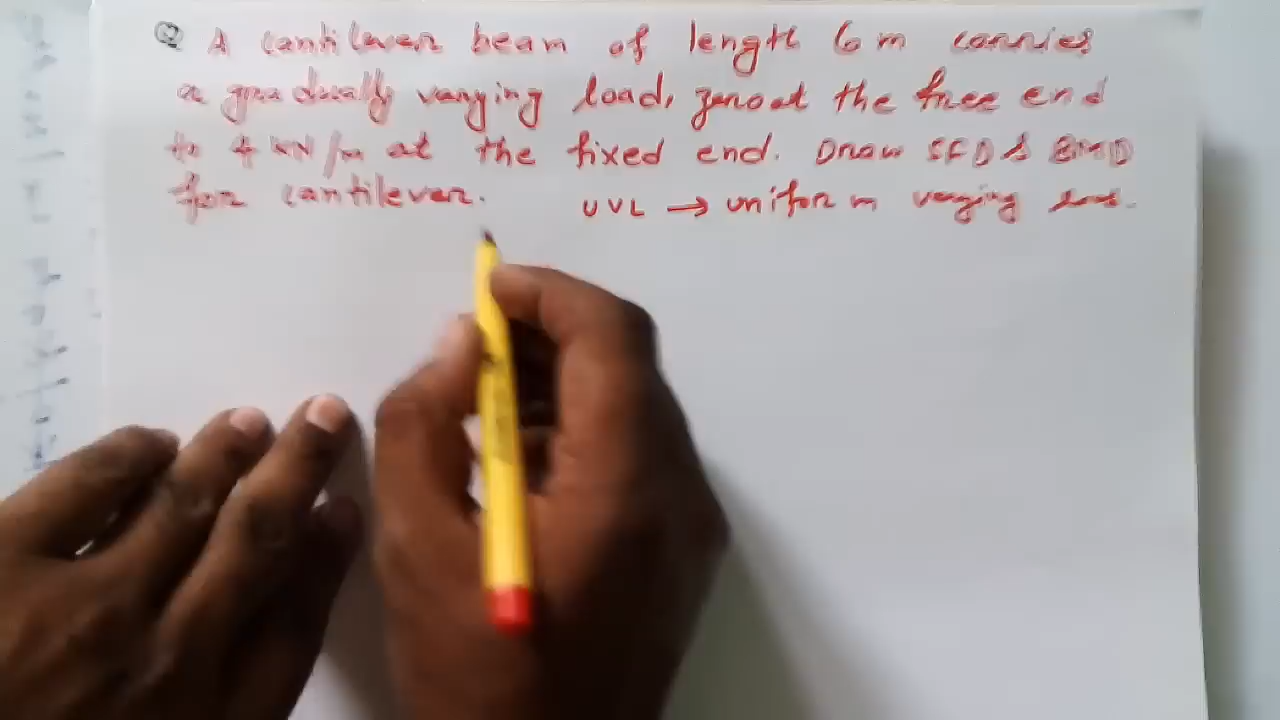 Q A cantilever beam of length 6 m carries
a gradually varying load, zero at the free end
to 4 kN/m at the fixed end. Draw SFD & BMD
for cantilever. UVL → uniform varying load.